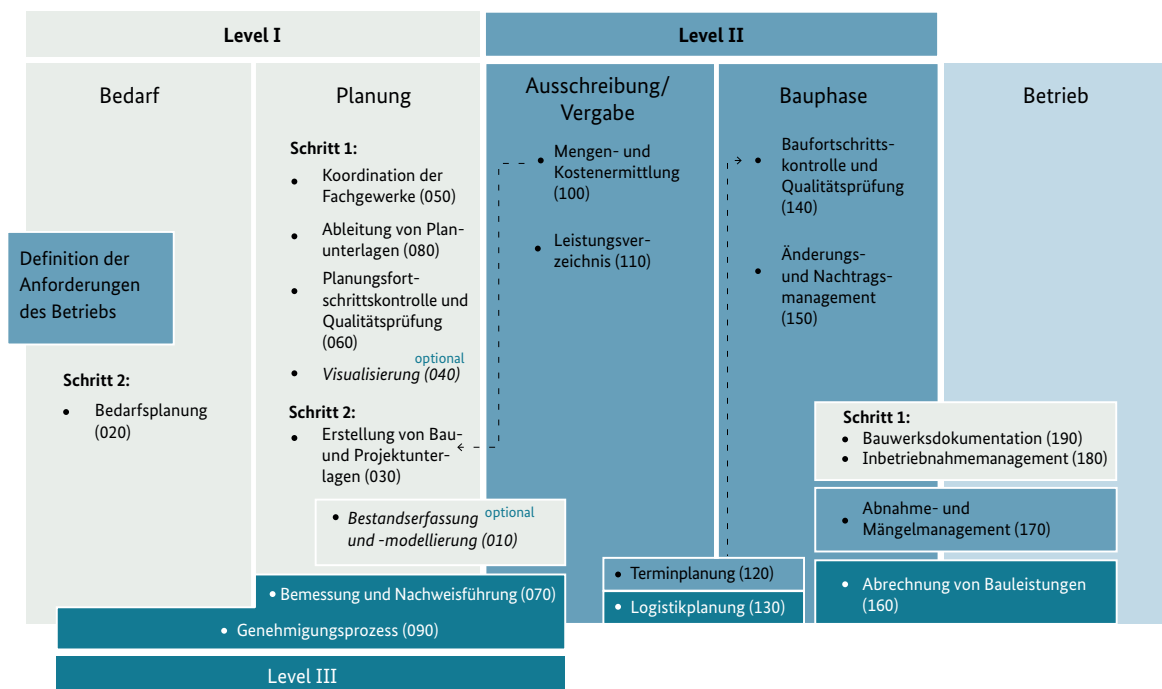 Level I
Level II
Bedarf
Planung
Ausschreibung/
Vergabe
Bauphase
Betrieb
Definition der
Anforderungen
des Betriebs
Schritt 2:
• Bedarfsplanung
(020)
Schritt 1:
• Koordination der
Fachgewerke (050)
• Ableitung von Plan-
unterlagen (080)
• Planungsfort-
schrittskontrolle und
Qualitätsprüfung
(060)
optional
• Visualisierung (040)
Schritt 2:
• Erstellung von Bau-
und Projektunter-
lagen (030)
• Bestandserfassung optional
und -modellierung (010)
• Mengen- und
Kostenermittlung
(100)
• Leistungsver-
zeichnis (110)
• Baufortschritts-
kontrolle und
Qualitätsprüfung
(140)
• Änderungs-
und Nachtrags-
management
(150)
Schritt 1:
• Bauwerksdokumentation (190)
• Inbetriebnahmemanagement (180)
• Abnahme- und
Mängelmanagement (170)
• Abrechnung von Bauleistungen
(160)
• Terminplanung (120)
• Logistikplanung (130)
• Bemessung und Nachweisführung (070)
• Genehmigungsprozess (090)
Level III